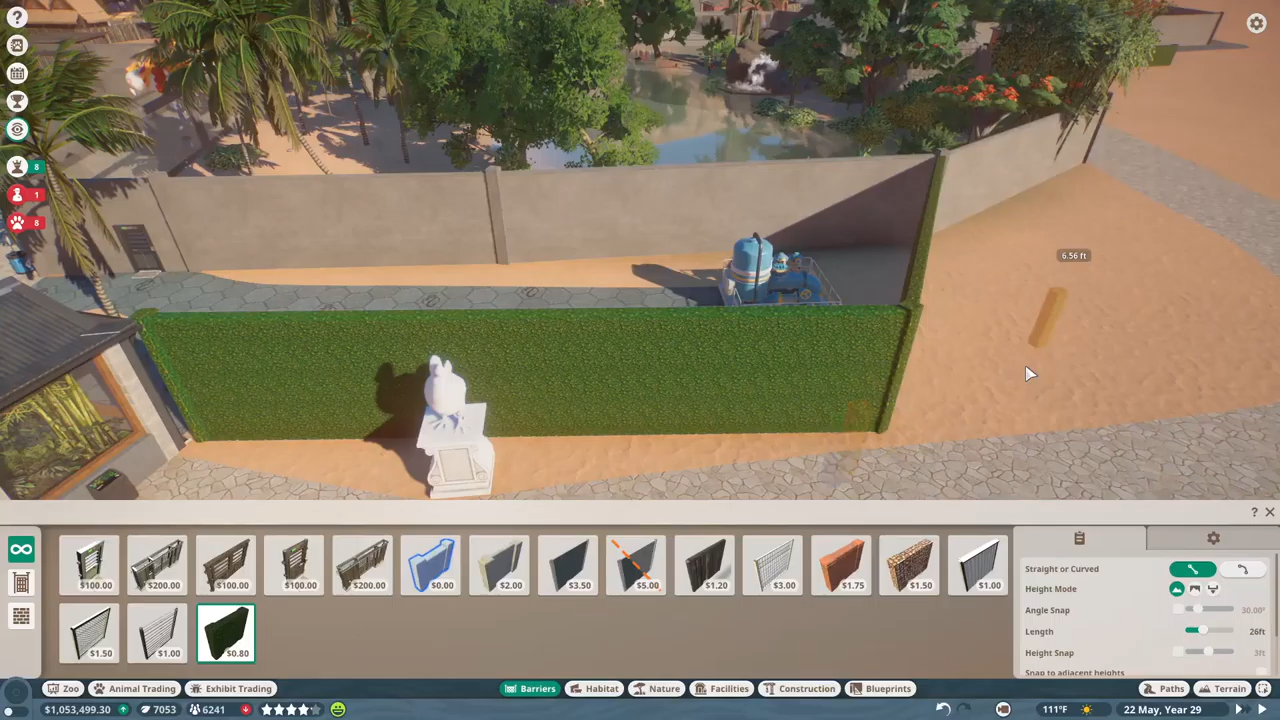 ?
8
1
8
6.56 ft
?
$100.00
$200.00
$100.00
$100.00
$200.00
$0.00
$2.00
$3.50
$5.00
$1.20
$3.00
$1.75
$1.50
$1.00
$1.50
$1.00
$0.80
Straight or Curved
Height Mode
Angle Snap
30.00°
Length
26ft
Height Snap
3ft
Snap to adjacent heights
Zoo
Animal Trading
Exhibit Trading
Barriers
Habitat
Nature
Facilities
Construction
Blueprints
Paths
Terrain
$1,053,499.30
7053
6241
111°F
22 May, Year 29